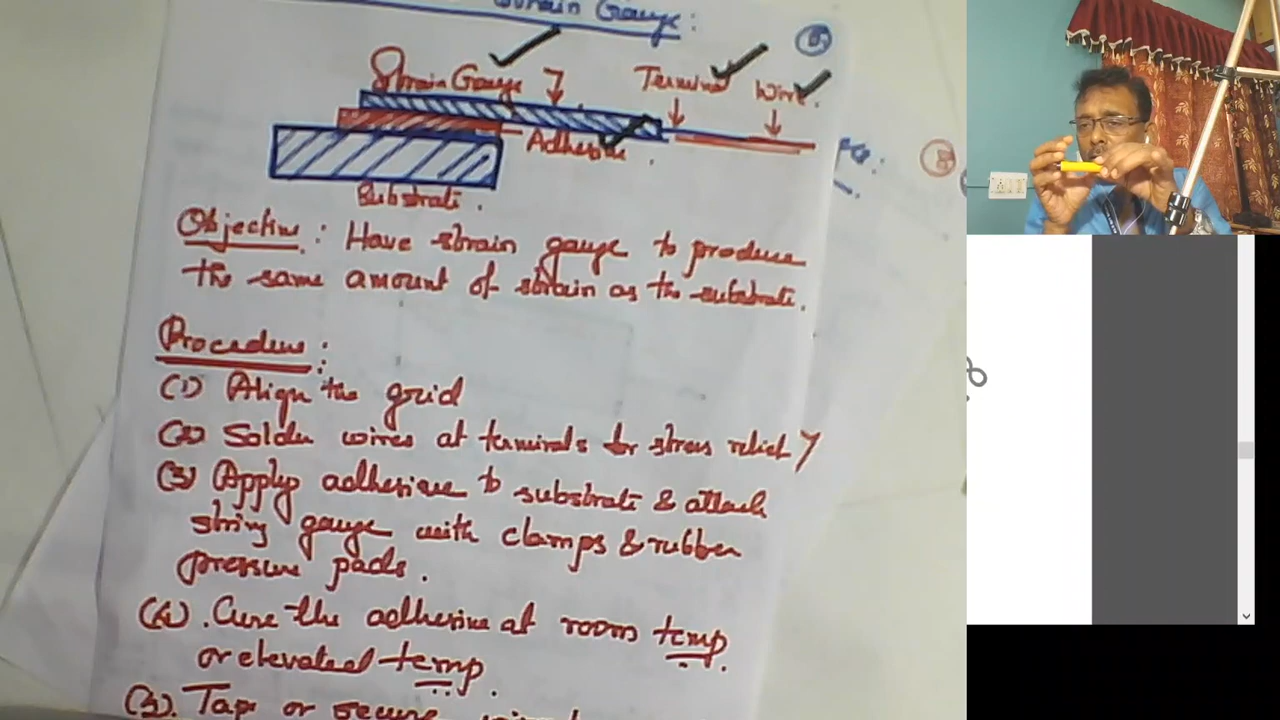 Strain Gauge:
Strain Gauge
Terminal
Wire.
Adhesive
Substrate.
Objective: Have strain gauge to produce
the same amount of strain as the substrate.
Procedure:
(1) Align the grid
(2) Solder wires at terminals for stress relief
(3) Apply adhesive to substrate & attach
string gauge with clamps & rubber
pressure pads.
(4). Cure the adhesive at room temp
or elevated temp.
Tape or secure
8